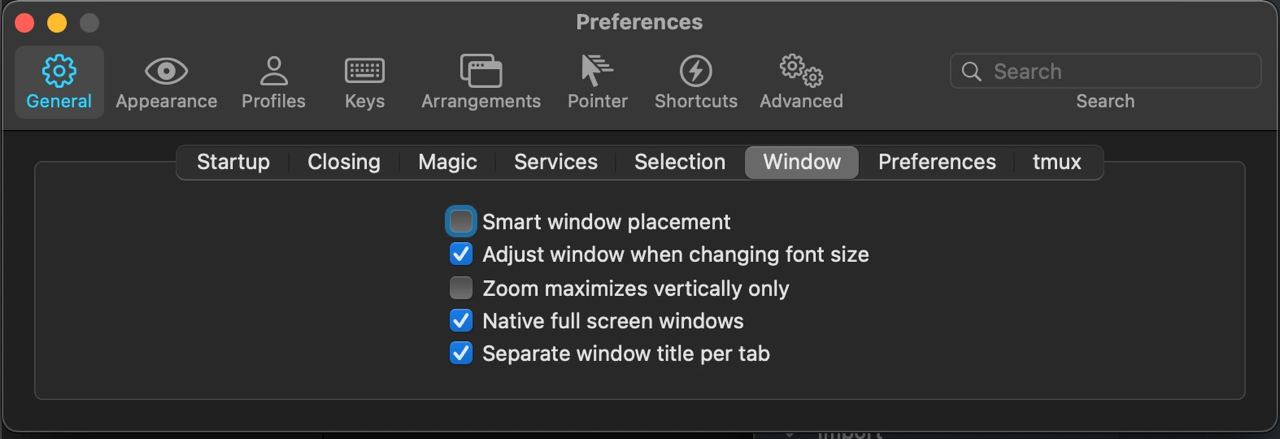 Preferences
General Appearance Profiles Keys Arrangements Pointer Shortcuts Advanced Search
Search
Startup Closing Magic Services Selection Window Preferences tmux
Smart window placement
Adjust window when changing font size
Zoom maximizes vertically only
Native full screen windows
Separate window title per tab
import